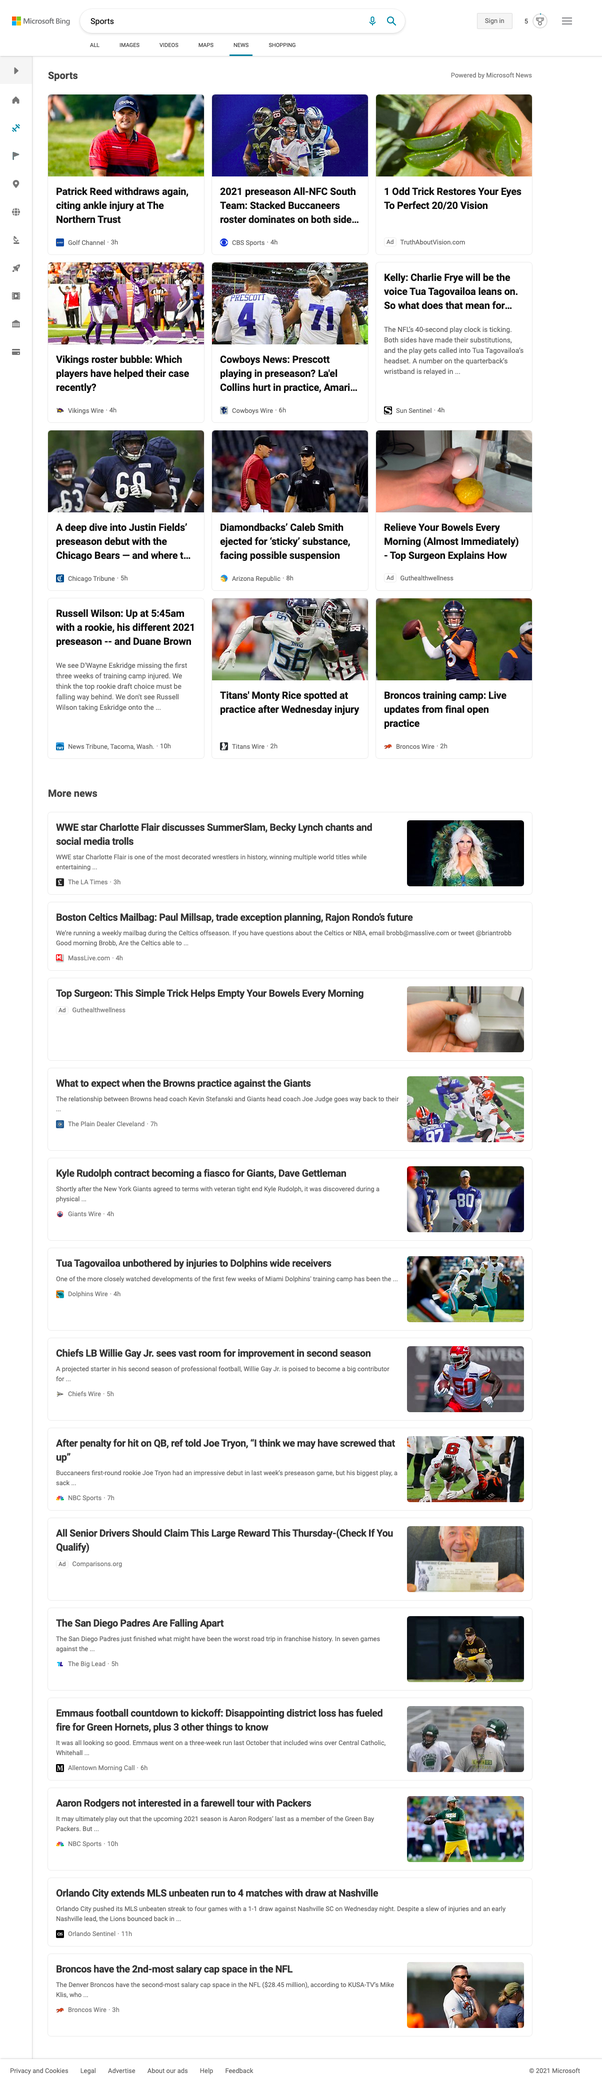 Microsoft Bing
Sports
Sign in
5
ALL
IMAGES
VIDEOS
MAPS
NEWS
SHOPPING
Sports
Powered by Microsoft News
Patrick Reed withdraws again,
citing ankle injury at The
Northern Trust
Golf Channel · 3h
2021 preseason All-NFC South
Team: Stacked Buccaneers
roster dominates on both side...
CBS Sports · 4h
1 Odd Trick Restores Your Eyes
To Perfect 20/20 Vision
Ad TruthAboutVision.com
Vikings roster bubble: Which
players have helped their case
recently?
Vikings Wire · 4h
PRESCOTT
4
71
Cowboys News: Prescott
playing in preseason? La'el
Collins hurt in practice, Amari...
Cowboys Wire · 6h
Kelly: Charlie Frye will be the
voice Tua Tagovailoa leans on.
So what does that mean for...
The NFL's 40-second play clock is ticking.
Both sides have made their substitutions,
and the play gets called into Tua Tagovailoa's
headset. A number on the quarterback's
wristband is relayed in ...
Sun Sentinel · 4h
63
68
A deep dive into Justin Fields'
preseason debut with the
Chicago Bears — and where t...
Chicago Tribune · 5h
Diamondbacks' Caleb Smith
ejected for 'sticky' substance,
facing possible suspension
Arizona Republic · 8h
Relieve Your Bowels Every
Morning (Almost Immediately)
- Top Surgeon Explains How
Ad Guthealthwellness
Russell Wilson: Up at 5:45am
with a rookie, his different 2021
preseason -- and Duane Brown
We see D'Wayne Eskridge missing the first
three weeks of training camp injured. We
think the top rookie draft choice must be
falling way behind. We don't see Russell
Wilson taking Eskridge onto the ...
News Tribune, Tacoma, Wash. · 10h
56
88
Titans' Monty Rice spotted at
practice after Wednesday injury
Titans Wire · 2h
Broncos training camp: Live
updates from final open
practice
Broncos Wire · 2h
More news
WWE star Charlotte Flair discusses SummerSlam, Becky Lynch chants and
social media trolls
WWE star Charlotte Flair is one of the most decorated wrestlers in history, winning multiple world titles while
entertaining ...
The LA Times · 3h
Boston Celtics Mailbag: Paul Millsap, trade exception planning, Rajon Rondo's future
We're running a weekly mailbag during the Celtics offseason. If you have questions about the Celtics or NBA, email brobb@masslive.com or tweet @briantrobb
Good morning Brobb, Are the Celtics able to ...
MassLive.com · 4h
Top Surgeon: This Simple Trick Helps Empty Your Bowels Every Morning
Ad Guthealthwellness
What to expect when the Browns practice against the Giants
The relationship between Browns head coach Kevin Stefanski and Giants head coach Joe Judge goes way back to their
...
The Plain Dealer Cleveland · 7h
97
Kyle Rudolph contract becoming a fiasco for Giants, Dave Gettleman
Shortly after the New York Giants agreed to terms with veteran tight end Kyle Rudolph, it was discovered during a
physical ...
Giants Wire · 4h
80
Tua Tagovailoa unbothered by injuries to Dolphins wide receivers
One of the more closely watched developments of the first few weeks of Miami Dolphins' training camp has been the ...
Dolphins Wire · 4h
Chiefs LB Willie Gay Jr. sees vast room for improvement in second season
A projected starter in his second season of professional football, Willie Gay Jr. is poised to become a big contributor
for ...
Chiefs Wire · 5h
50
After penalty for hit on QB, ref told Joe Tryon, "I think we may have screwed that
up"
Buccaneers first-round rookie Joe Tryon had an impressive debut in last week's preseason game, but his biggest play, a
sack ...
NBC Sports · 7h
All Senior Drivers Should Claim This Large Reward This Thursday-(Check If You
Qualify)
Ad Comparisons.org
The San Diego Padres Are Falling Apart
The San Diego Padres just finished what might have been the worst road trip in franchise history. In seven games
against the ...
The Big Lead · 5h
Emmaus football countdown to kickoff: Disappointing district loss has fueled
fire for Green Hornets, plus 3 other things to know
It was all looking so good. Emmaus went on a three-week run last October that included wins over Central Catholic,
Whitehall ...
Allentown Morning Call · 6h
Aaron Rodgers not interested in a farewell tour with Packers
It may ultimately play out that the upcoming 2021 season is Aaron Rodgers' last as a member of the Green Bay
Packers. But ...
NBC Sports · 10h
Orlando City extends MLS unbeaten run to 4 matches with draw at Nashville
Orlando City pushed its MLS unbeaten streak to four games with a 1-1 draw against Nashville SC on Wednesday night. Despite a slew of injuries and an early
Nashville lead, the Lions bounced back in ...
Orlando Sentinel · 11h
Broncos have the 2nd-most salary cap space in the NFL
The Denver Broncos have the second-most salary cap space in the NFL ($28.45 million), according to KUSA-TV's Mike
Klis, who ...
Broncos Wire · 3h
Privacy and Cookies
Legal
Advertise
About our ads
Help
Feedback
© 2021 Microsoft